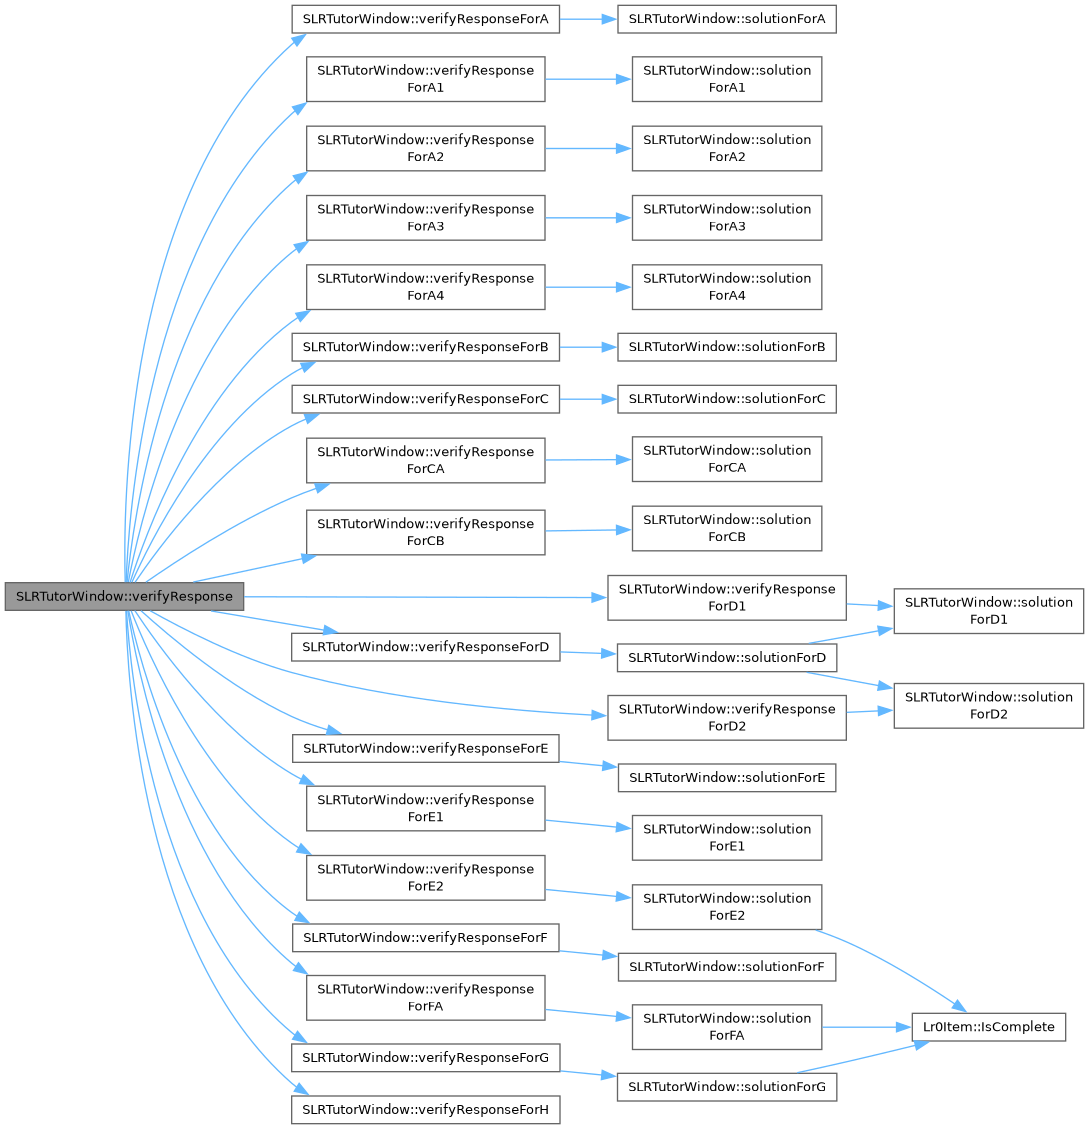 SLRTutorWindow::verifyResponseForA
SLRTutorWindow::solutionForA
SLRTutorWindow::verifyResponse
ForA1
SLRTutorWindow::solution
ForA1
SLRTutorWindow::verifyResponse
ForA2
SLRTutorWindow::solution
ForA2
SLRTutorWindow::verifyResponse
ForA3
SLRTutorWindow::solution
ForA3
SLRTutorWindow::verifyResponse
ForA4
SLRTutorWindow::solution
ForA4
SLRTutorWindow::verifyResponseForB
SLRTutorWindow::solutionForB
SLRTutorWindow::verifyResponseForC
SLRTutorWindow::solutionForC
SLRTutorWindow::verifyResponse
ForCA
SLRTutorWindow::solution
ForCA
SLRTutorWindow::verifyResponse
ForCB
SLRTutorWindow::solution
ForCB
SLRTutorWindow::verifyResponse
SLRTutorWindow::verifyResponse
ForD1
SLRTutorWindow::solution
ForD1
SLRTutorWindow::verifyResponseForD
SLRTutorWindow::solutionForD
SLRTutorWindow::verifyResponse
ForD2
SLRTutorWindow::solution
ForD2
SLRTutorWindow::verifyResponseForE
SLRTutorWindow::solutionForE
SLRTutorWindow::verifyResponse
ForE1
SLRTutorWindow::solution
ForE1
SLRTutorWindow::verifyResponse
ForE2
SLRTutorWindow::solution
ForE2
SLRTutorWindow::verifyResponseForF
SLRTutorWindow::solutionForF
SLRTutorWindow::verifyResponse
ForFA
SLRTutorWindow::solution
ForFA
Lr0Item::IsComplete
SLRTutorWindow::verifyResponseForG
SLRTutorWindow::solutionForG
SLRTutorWindow::verifyResponseForH